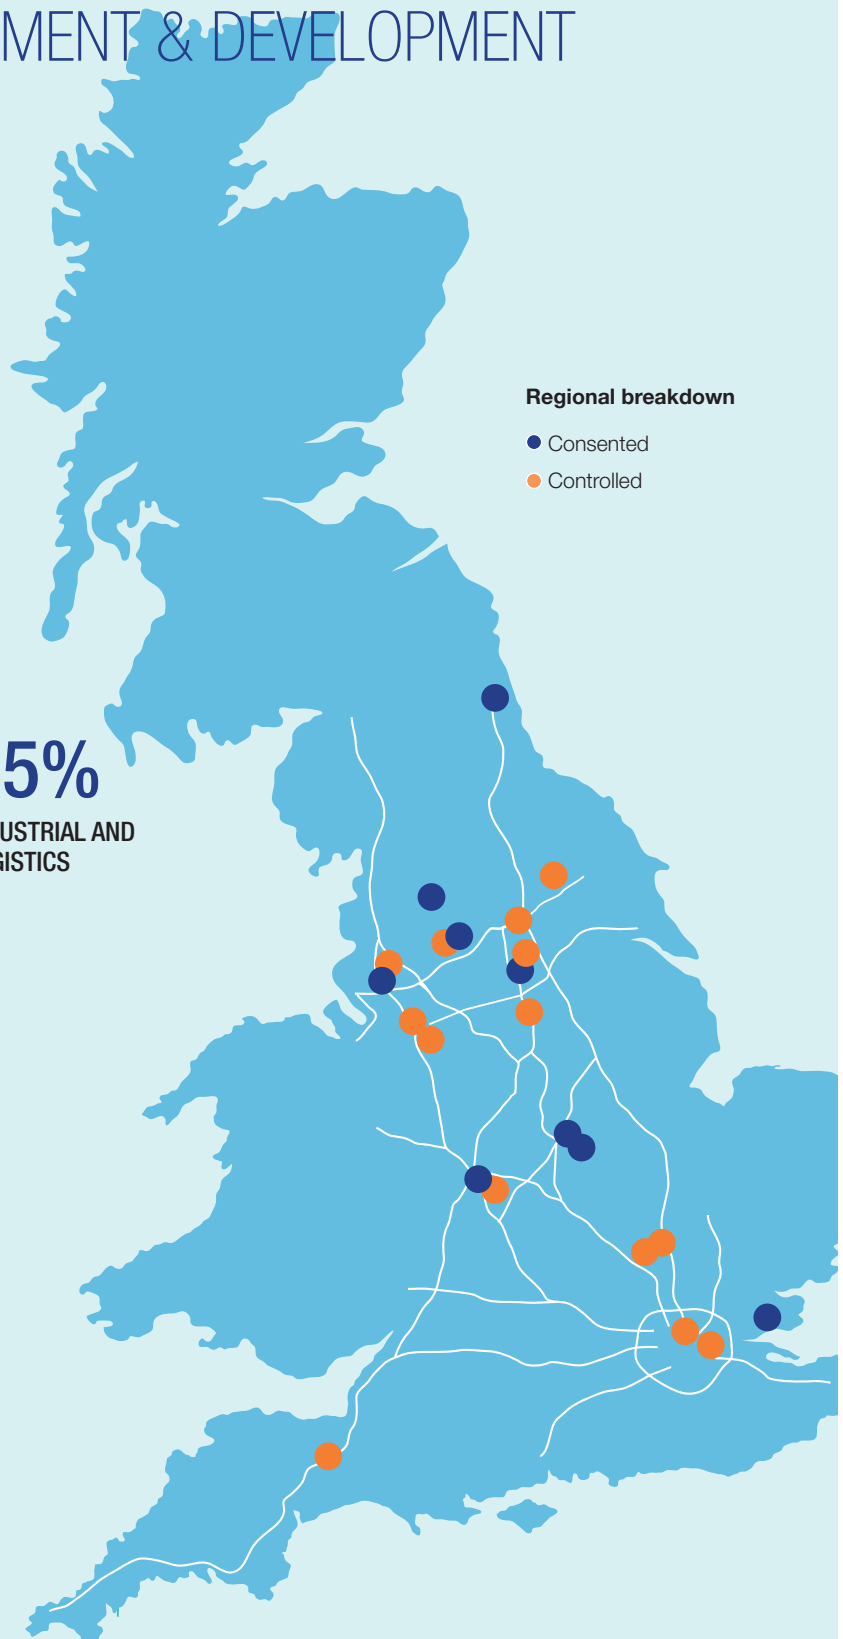 MENT & DEVELOPMENT
Regional breakdown
Consented
Controlled
5%
USTRIAL AND
GISTICS